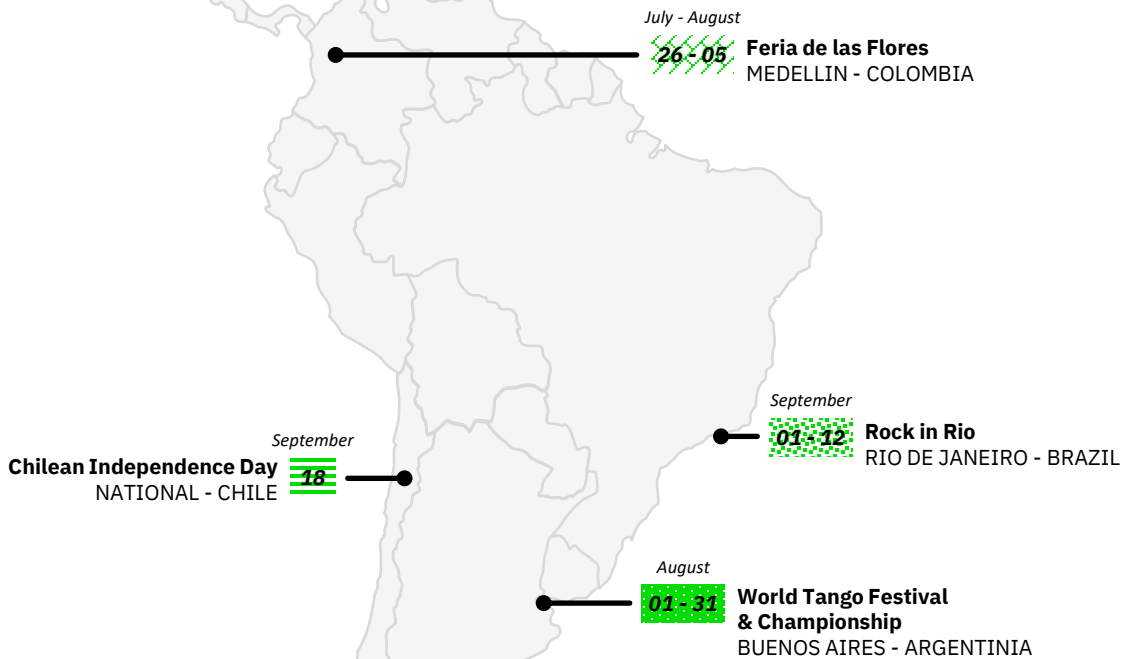 July - August
26 - 05
Feria de las Flores
MEDELLIN - COLOMBIA
September
01 - 12
Rock in Rio
RIO DE JANEIRO - BRAZIL
September
Chilean Independence Day
18
NATIONAL - CHILE
August
01 - 31
World Tango Festival
& Championship
BUENOS AIRES - ARGENTINIA